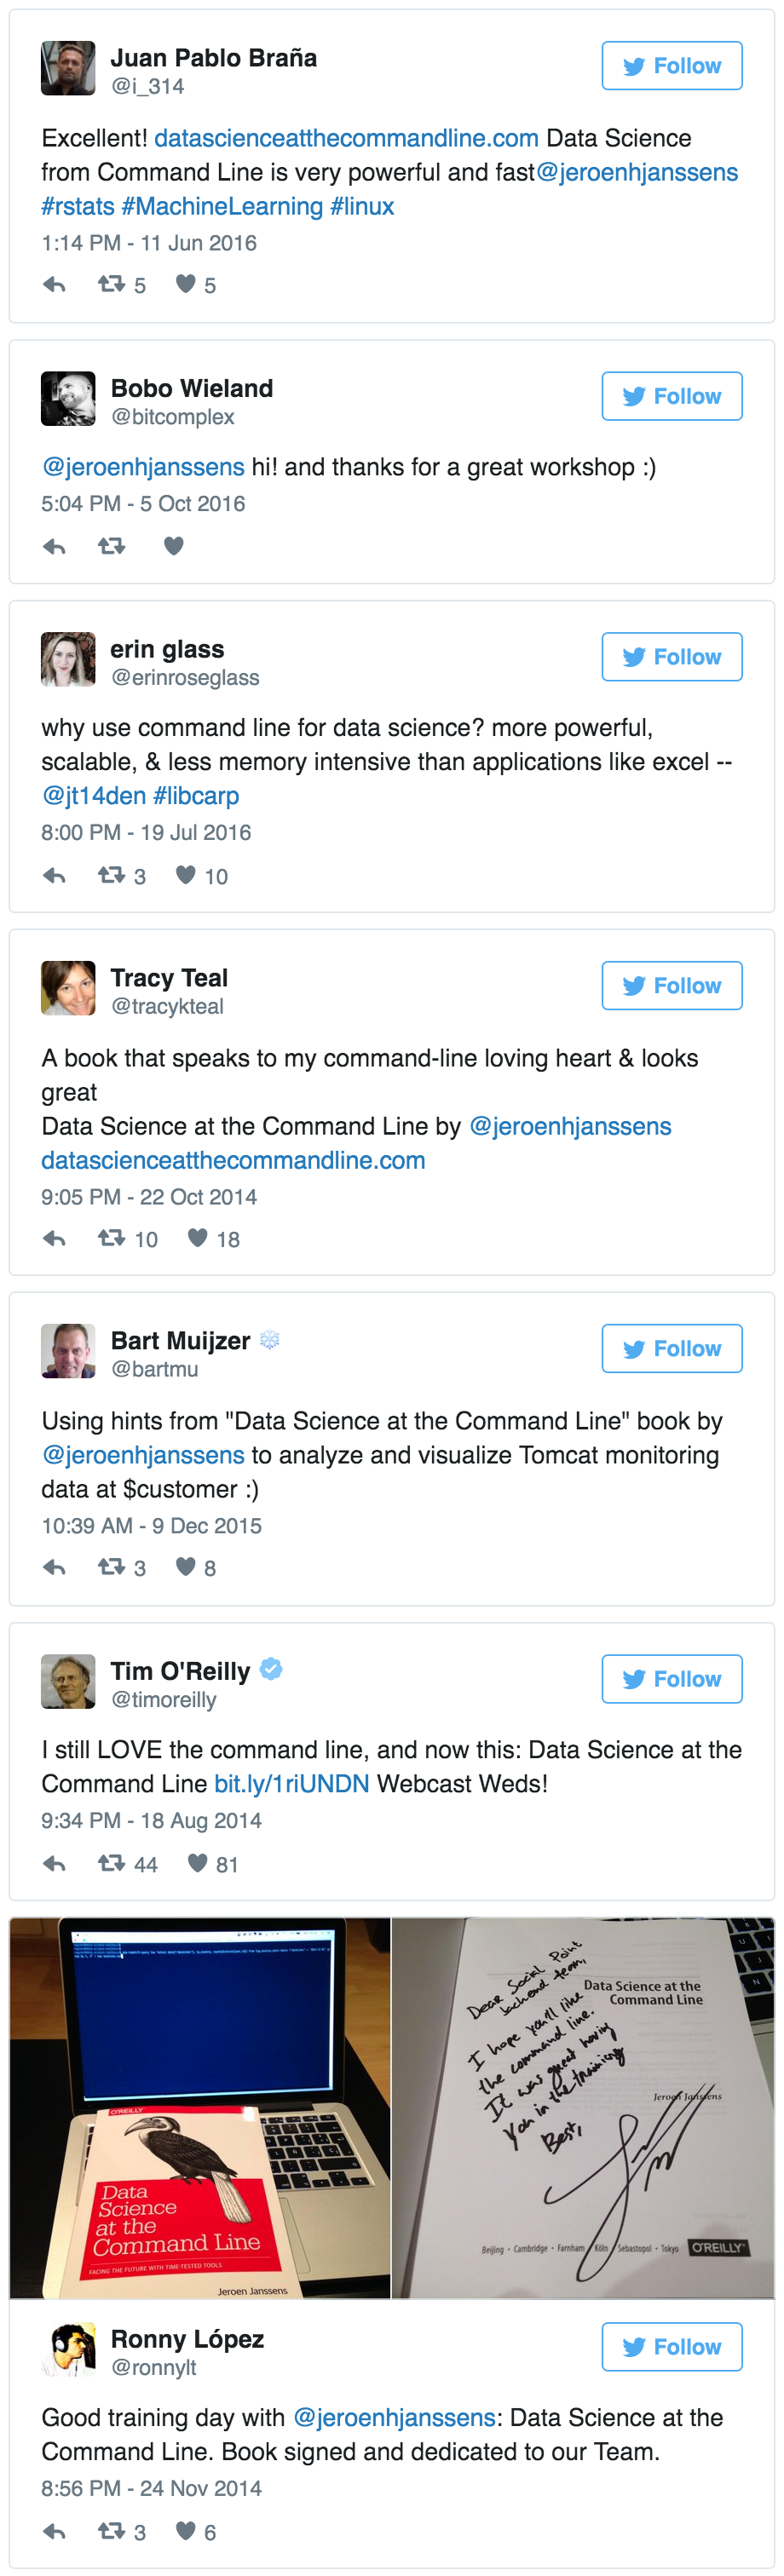 Juan Pablo Braña
@i_314
Follow
Excellent! datascienceatthecommandline.com Data Science
from Command Line is very powerful and fast@jeroenhjanssens
#rstats #MachineLearning #linux
1:14 PM - 11 Jun 2016
5 5
Bobo Wieland
@bitcomplex
Follow
@jeroenhjanssens hi! and thanks for a great workshop :)
5:04 PM - 5 Oct 2016
erin glass
@erinroseglass
Follow
why use command line for data science? more powerful,
scalable, & less memory intensive than applications like excel --
@jt14den #libcarp
8:00 PM - 19 Jul 2016
3 10
Tracy Teal
@tracykteal
Follow
A book that speaks to my command-line loving heart & looks
great
Data Science at the Command Line by @jeroenhjanssens
datascienceatthecommandline.com
9:05 PM - 22 Oct 2014
10 18
Bart Muijzer
@bartmu
Follow
Using hints from "Data Science at the Command Line" book by
@jeroenhjanssens to analyze and visualize Tomcat monitoring
data at $customer :)
10:39 AM - 9 Dec 2015
3 8
Tim O'Reilly
@timoreilly
Follow
I still LOVE the command line, and now this: Data Science at the
Command Line bit.ly/1riUNDN Webcast Weds!
9:34 PM - 18 Aug 2014
44 81
O'REILLY
Data
Science
at the
Command Line
FACING THE FUTURE WITH TIME-TESTED TOOLS
Jeroen Janssens
Dear Social Point
backend team,
I hope you'll like
the command line.
It was great having
you in the training
Best,
Data Science at the
Command Line
Jeroen Janssens
Beijing · Cambridge · Farnham · Köln · Sebastopol · Tokyo
O'REILLY
Ronny López
@ronnylt
Follow
Good training day with @jeroenhjanssens: Data Science at the
Command Line. Book signed and dedicated to our Team.
8:56 PM - 24 Nov 2014
3 6